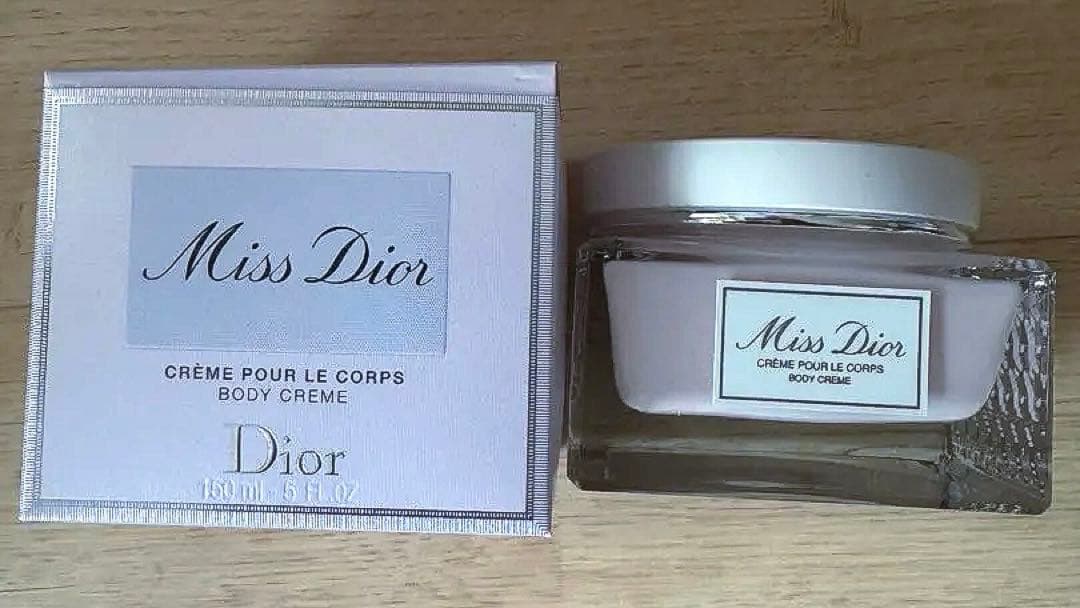 Miss Dior
CRÈME POUR LE CORPS
BODY CREME
Dior
150 ml - 5 FL.OZ
Miss Dior
CRÈME POUR LE CORPS
BODY CREME